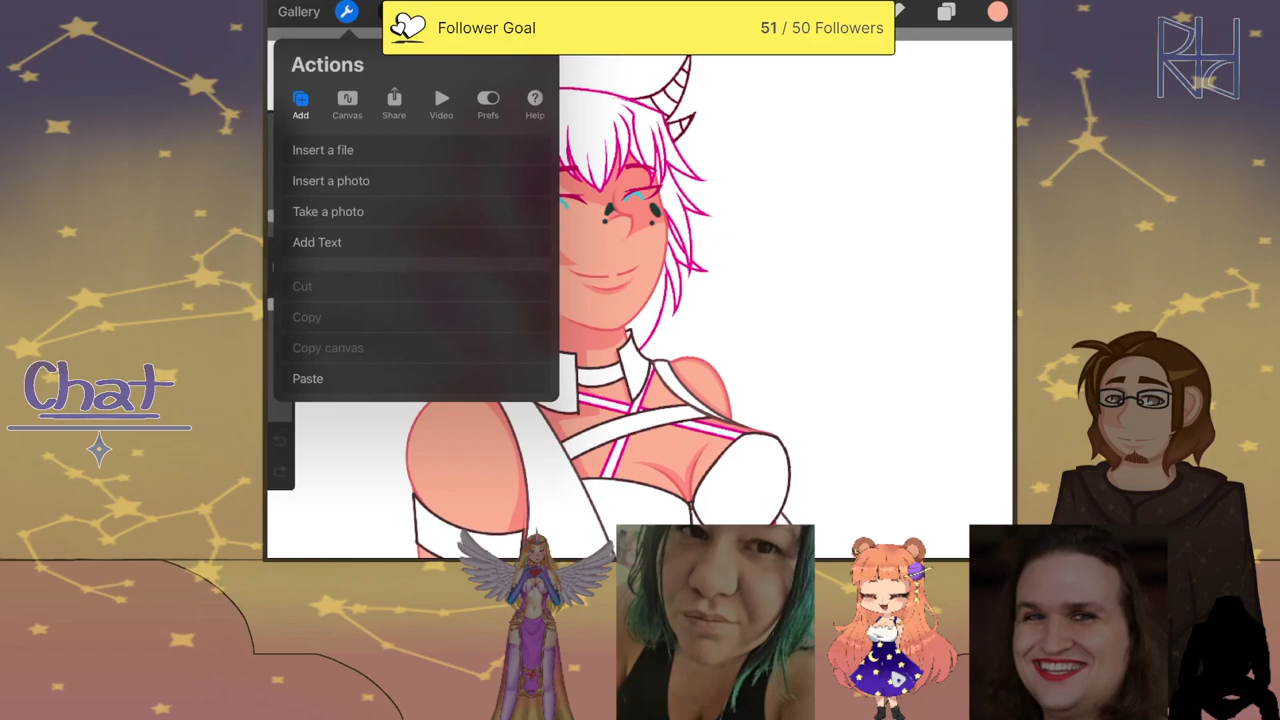 Gallery
Follower Goal
51 / 50 Followers
Actions
Add
Canvas
Share
Video
Prefs
Help
Insert a file
Insert a photo
Take a photo
Add Text
Cut
Copy
Copy canvas
Paste
Chat